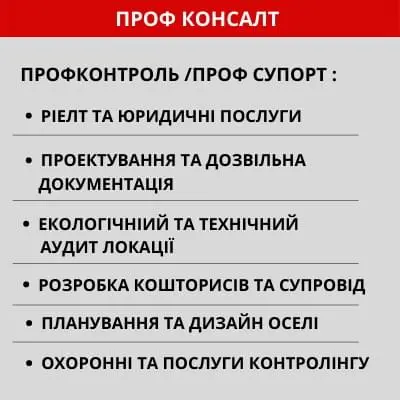 ПРОФ КОНСАЛТ
ПРОФКОНТРОЛЬ /ПРОФ СУПОРТ :
• РІЕЛТ ТА ЮРИДИЧНІ ПОСЛУГИ
• ПРОЕКТУВАННЯ ТА ДОЗВІЛЬНА
ДОКУМЕНТАЦІЯ
• ЕКОЛОГІЧНІИЙ ТА ТЕХНІЧНИЙ
АУДИТ ЛОКАЦІЇ
• РОЗРОБКА КОШТОРИСІВ ТА СУПРОВІД
• ПЛАНУВАННЯ ТА ДИЗАЙН ОСЕЛІ
• ОХОРОННІ ТА ПОСЛУГИ КОНТРОЛІНГУ